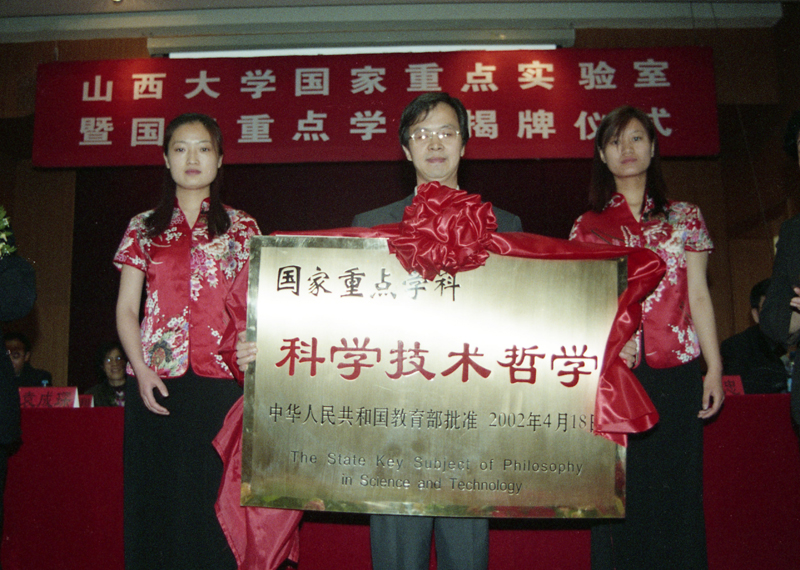 山西大学国家重点实验室
暨国 重点学 揭牌仪式
国家重点学科
科学技术哲学
中华人民共和国教育部批准 2002年4月18
The State Key Subject of Philosophy
in Science and Technology